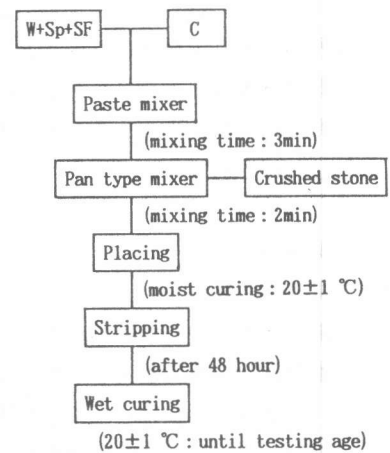 W+Sp+SF
C
Paste mixer
(mixing time : 3min)
Pan type mixer
Crushed stone
(mixing time : 2min)
Placing
(moist curing : 20±1 ℃)
Stripping
(after 48 hour)
Wet curing
(20±1 ℃ : until testing age)